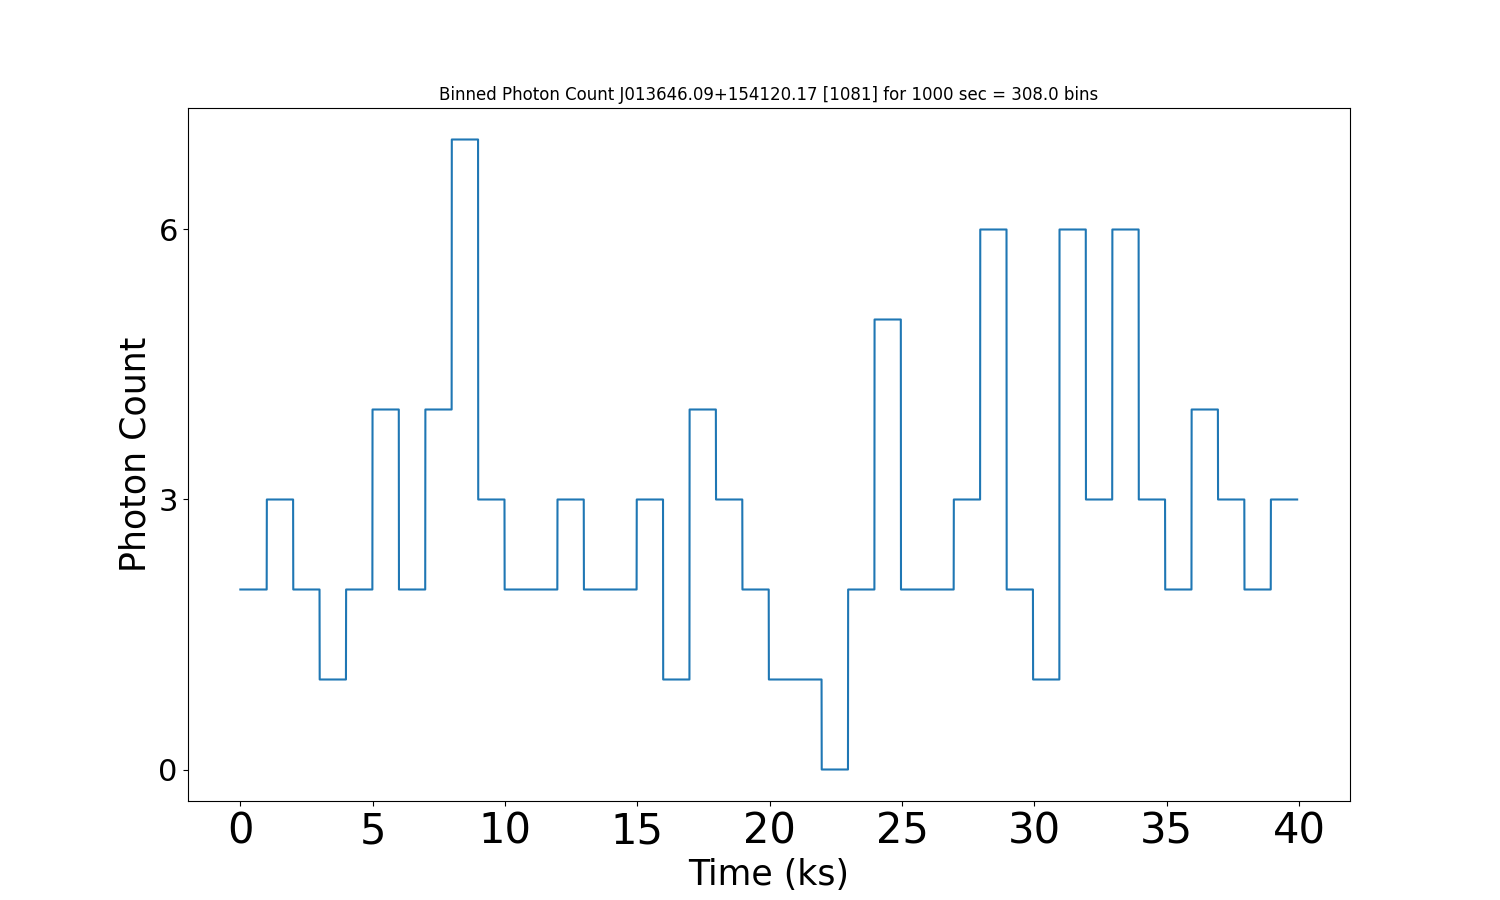 Binned Photon Count J013646.09+154120.17 [1081] for 1000 sec = 308.0 bins
Photon Count
6
3
0
0 5 10 15 20 25 30 35 40
Time (ks)